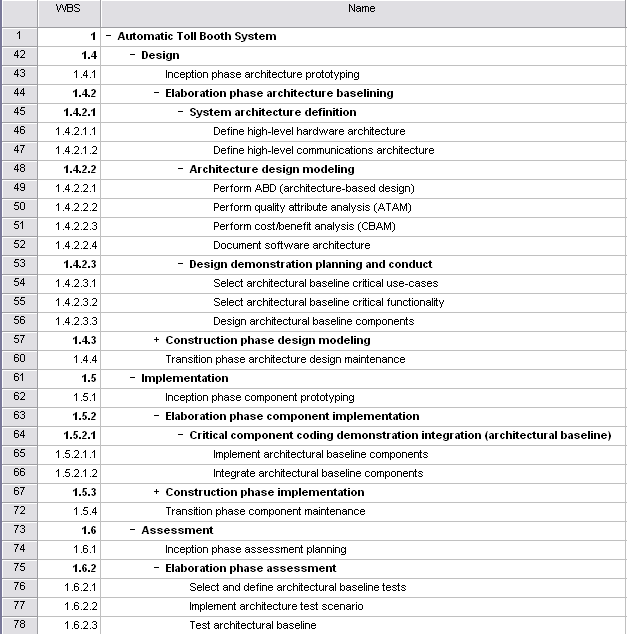 WBS Name
1 1 − Automatic Toll Booth System
42 1.4 − Design
43 1.4.1 Inception phase architecture prototyping
44 1.4.2 − Elaboration phase architecture baselining
45 1.4.2.1 − System architecture definition
46 1.4.2.1.1 Define high-level hardware architecture
47 1.4.2.1.2 Define high-level communications architecture
48 1.4.2.2 − Architecture design modeling
49 1.4.2.2.1 Perform ABD (architecture-based design)
50 1.4.2.2.2 Perform quality attribute analysis (ATAM)
51 1.4.2.2.3 Perform cost/benefit analysis (CBAM)
52 1.4.2.2.4 Document software architecture
53 1.4.2.3 − Design demonstration planning and conduct
54 1.4.2.3.1 Select architectural baseline critical use-cases
55 1.4.2.3.2 Select architectural baseline critical functionality
56 1.4.2.3.3 Design architectural baseline components
57 1.4.3 + Construction phase design modeling
60 1.4.4 Transition phase architecture design maintenance
61 1.5 − Implementation
62 1.5.1 Inception phase component prototyping
63 1.5.2 − Elaboration phase component implementation
64 1.5.2.1 − Critical component coding demonstration integration (architectural baseline)
65 1.5.2.1.1 Implement architectural baseline components
66 1.5.2.1.2 Integrate architectural baseline components
67 1.5.3 + Construction phase implementation
72 1.5.4 Transition phase component maintenance
73 1.6 − Assessment
74 1.6.1 Inception phase assessment planning
75 1.6.2 − Elaboration phase assessment
76 1.6.2.1 Select and define architectural baseline tests
77 1.6.2.2 Implement architecture test scenario
78 1.6.2.3 Test architectural baseline